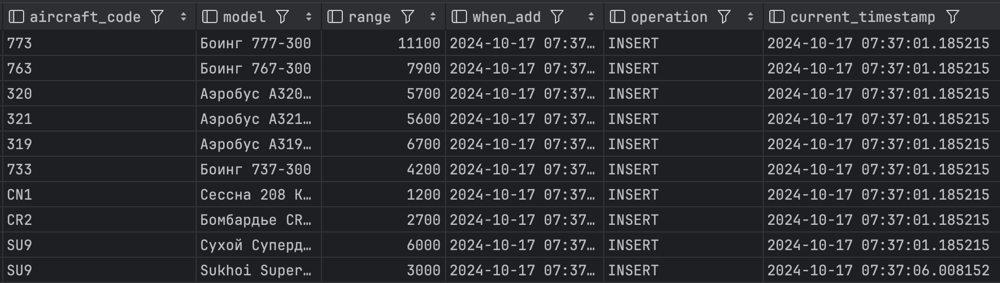 aircraft_code model range when_add operation current_timestamp
773 Боинг 777-300 11100 2024-10-17 07:37… INSERT 2024-10-17 07:37:01.185215
763 Боинг 767-300 7900 2024-10-17 07:37… INSERT 2024-10-17 07:37:01.185215
320 Аэробус A320… 5700 2024-10-17 07:37… INSERT 2024-10-17 07:37:01.185215
321 Аэробус A321… 5600 2024-10-17 07:37… INSERT 2024-10-17 07:37:01.185215
319 Аэробус A319… 6700 2024-10-17 07:37… INSERT 2024-10-17 07:37:01.185215
733 Боинг 737-300 4200 2024-10-17 07:37… INSERT 2024-10-17 07:37:01.185215
CN1 Сессна 208 К… 1200 2024-10-17 07:37… INSERT 2024-10-17 07:37:01.185215
CR2 Бомбардье CR… 2700 2024-10-17 07:37… INSERT 2024-10-17 07:37:01.185215
SU9 Сухой Суперд… 6000 2024-10-17 07:37… INSERT 2024-10-17 07:37:01.185215
SU9 Sukhoi Super… 3000 2024-10-17 07:37… INSERT 2024-10-17 07:37:06.008152